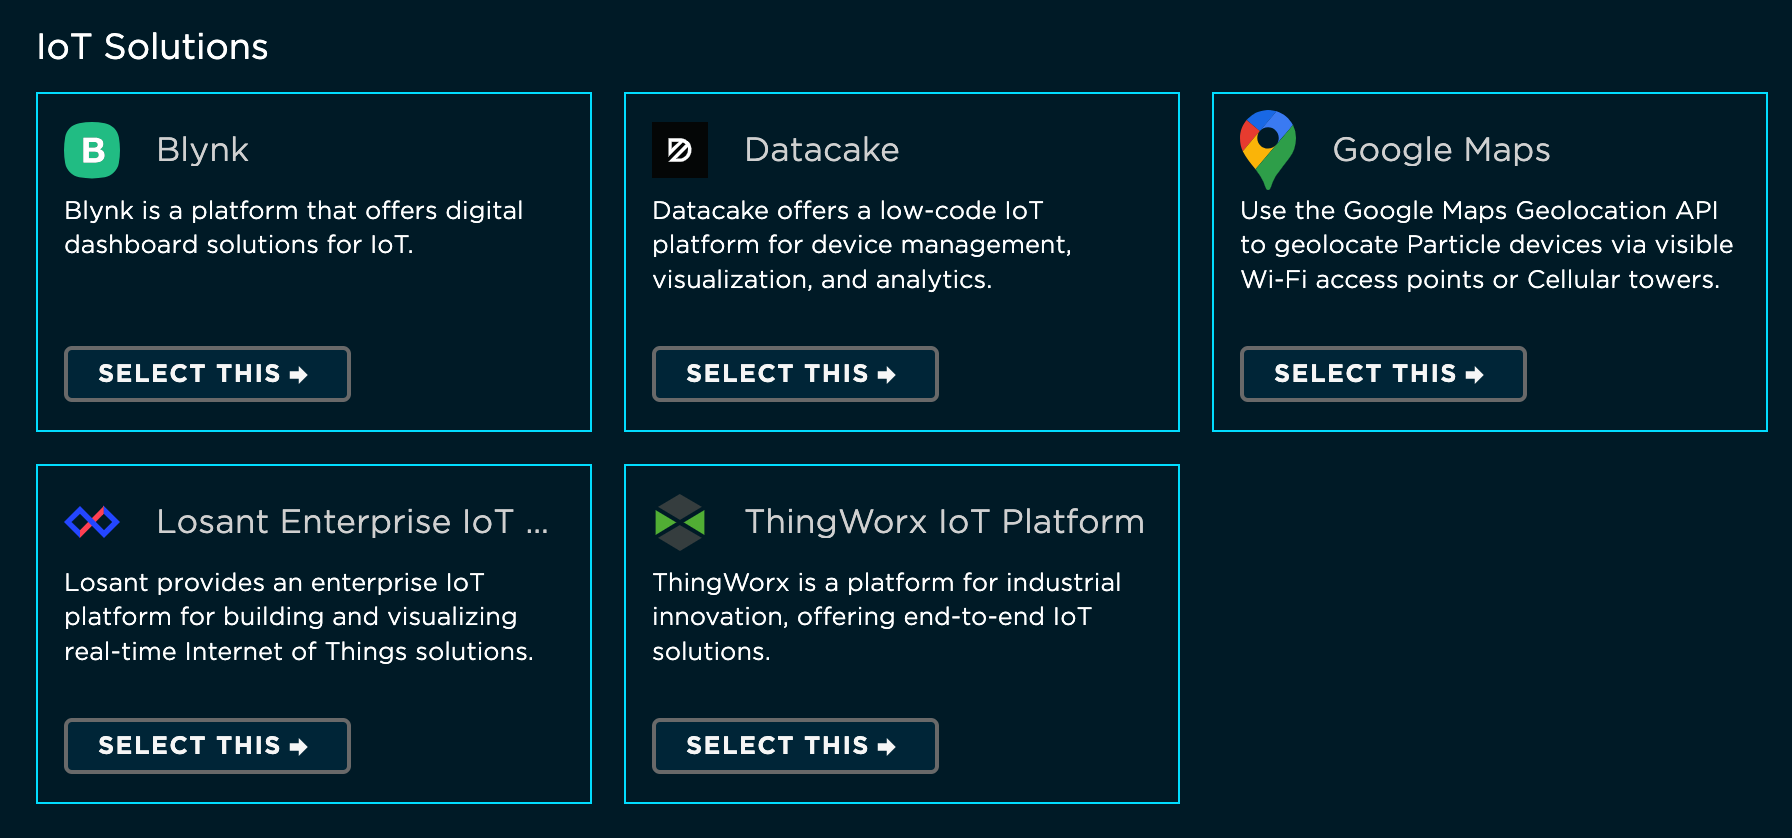 IoT Solutions
B
Blynk
Blynk is a platform that offers digital
dashboard solutions for IoT.
SELECT THIS
Datacake
Datacake offers a low-code IoT
platform for device management,
visualization, and analytics.
SELECT THIS
Google Maps
Use the Google Maps Geolocation API
to geolocate Particle devices via visible
Wi-Fi access points or Cellular towers.
SELECT THIS
Losant Enterprise IoT ...
Losant provides an enterprise IoT
platform for building and visualizing
real-time Internet of Things solutions.
SELECT THIS
ThingWorx IoT Platform
ThingWorx is a platform for industrial
innovation, offering end-to-end IoT
solutions.
SELECT THIS